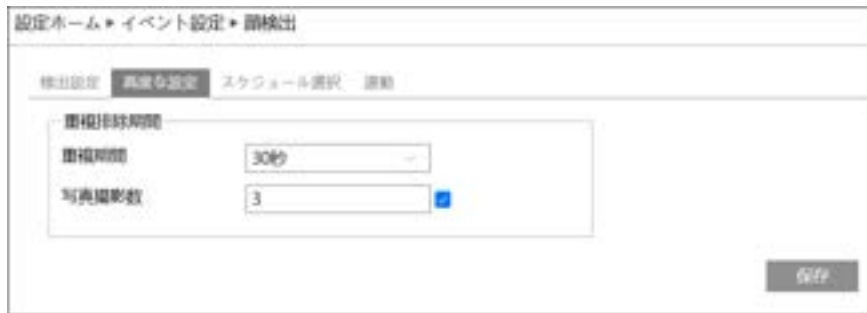 設定ホーム ▶ イベント設定 ▶ 顔検出
検出設定 高度な設定 スケジュール選択 連動
重複排除期間
重複期間 30秒
写真撮影数 3
保存